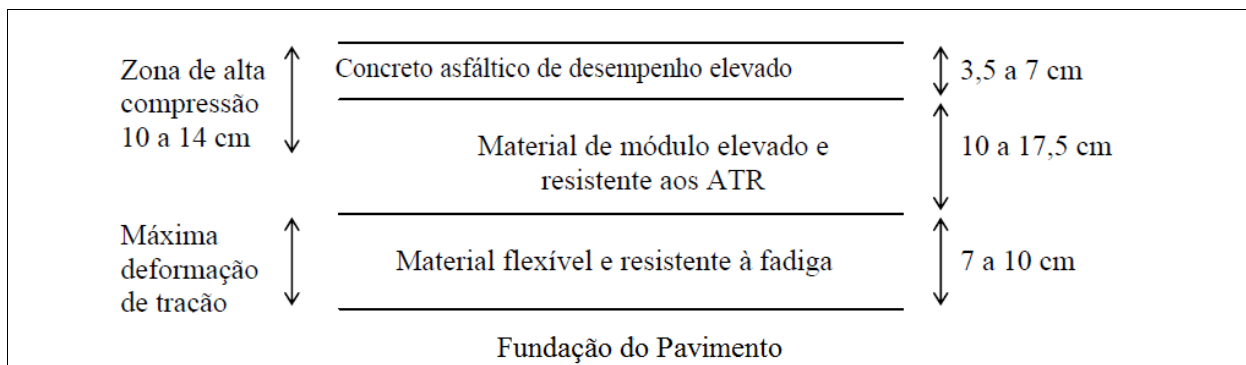 Zona de alta
compressão
10 a 14 cm
Concreto asfáltico de desempenho elevado
3,5 a 7 cm
Material de módulo elevado e
resistente aos ATR
10 a 17,5 cm
Máxima
deformação
de tração
Material flexível e resistente à fadiga
7 a 10 cm
Fundação do Pavimento